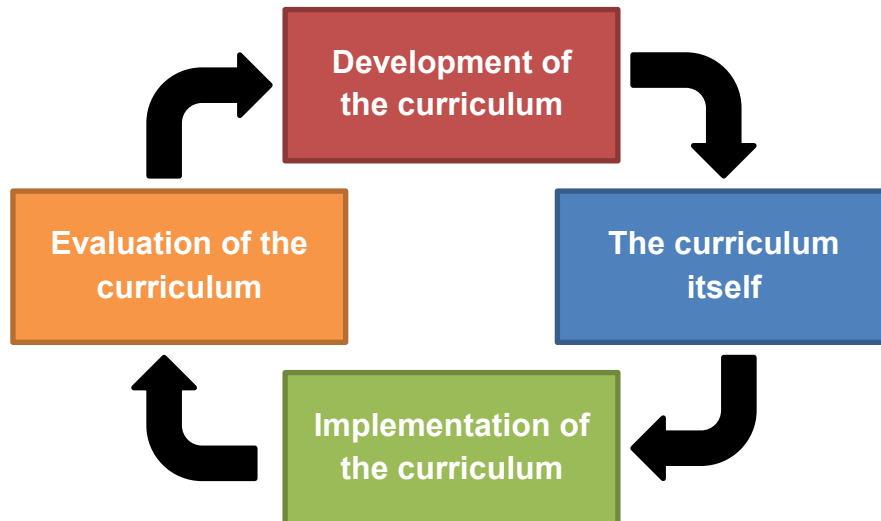 Development of
the curriculum
The curriculum
itself
Implementation of
the curriculum
Evaluation of the
curriculum